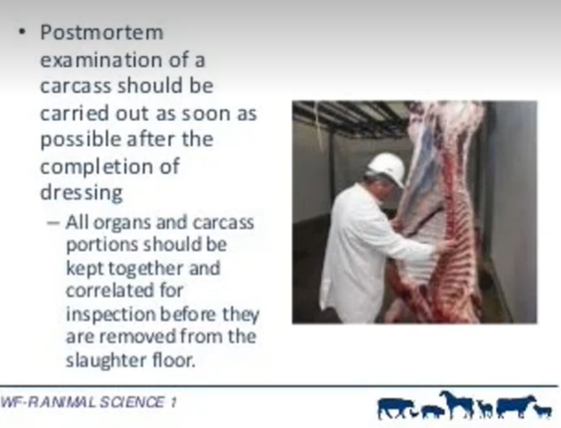 • Postmortem
examination of a
carcass should be
carried out as soon as
possible after the
completion of
dressing
– All organs and carcass
portions should be
kept together and
correlated for
inspection before they
are removed from the
slaughter floor.
WF-R ANIMAL SCIENCE 1